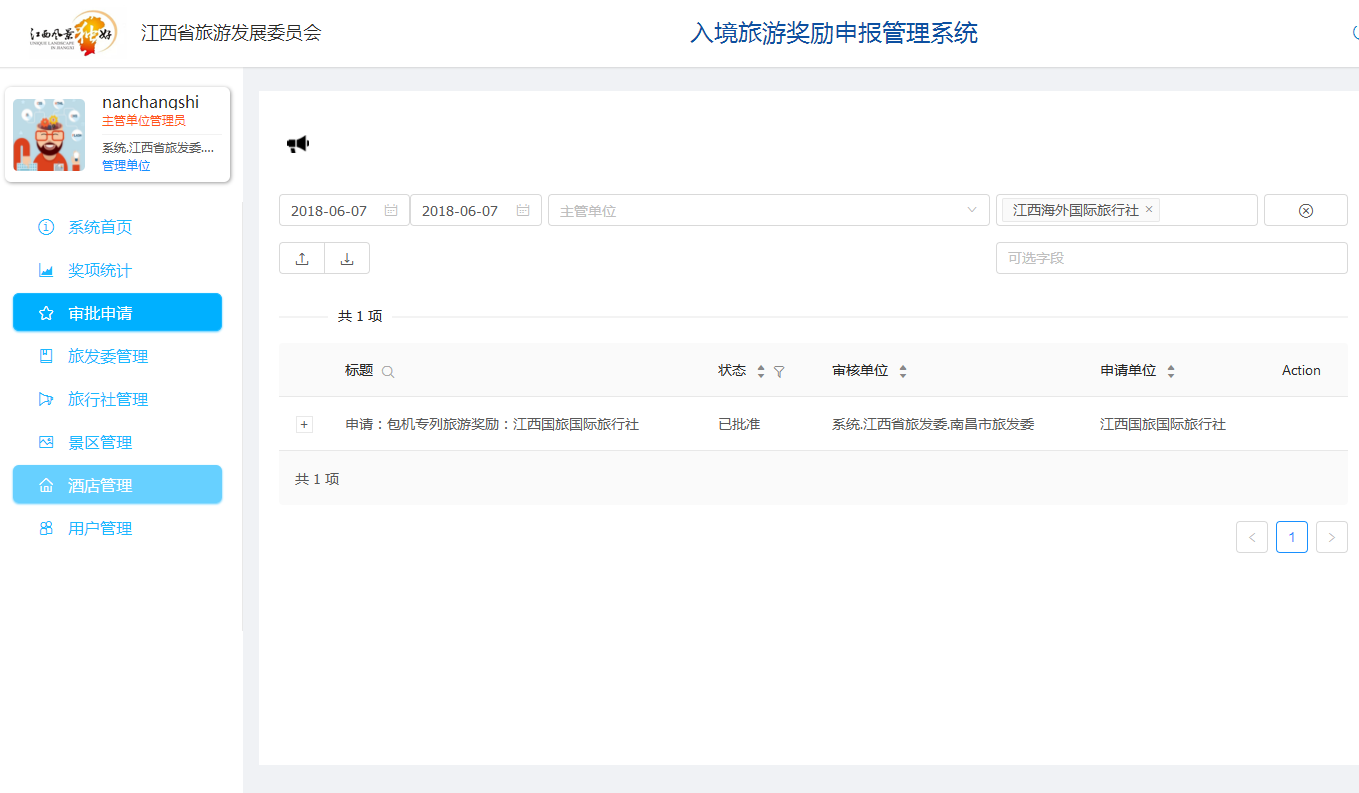 江西风景独好
UNIQUE LANDSCAPE
IN JIANGXI
江西省旅游发展委员会
入境旅游奖励申报管理系统
nanchangshi
主管单位管理员
系统.江西省旅发委....
管理单位
系统首页
奖项统计
审批申请
旅发委管理
旅行社管理
景区管理
酒店管理
用户管理
2018-06-07 2018-06-07 主管单位 江西海外国际旅行社 ×
可选字段
共 1 项
标题 状态 审核单位 申请单位 Action
+ 申请：包机专列旅游奖励：江西国旅国际旅行社 已批准 系统.江西省旅发委.南昌市旅发委 江西国旅国际旅行社
共 1 项
< 1 >